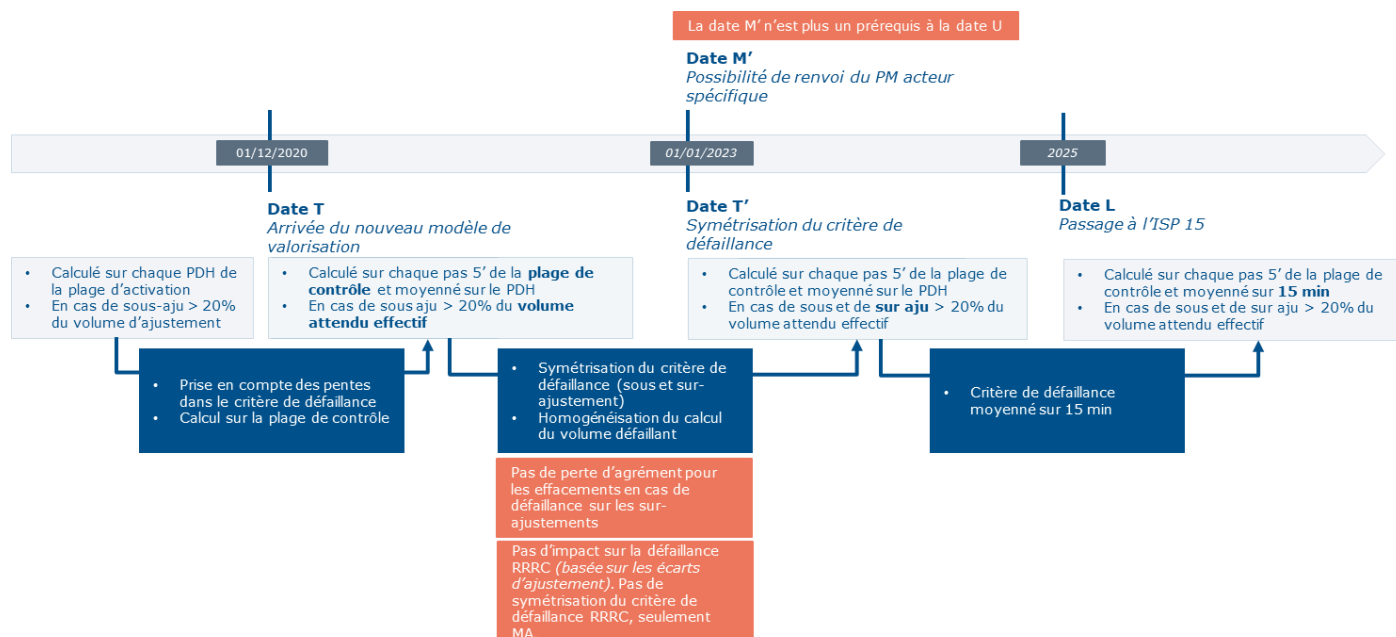 La date M’ n’est plus un prérequis à la date U
Date M’
Possibilité de renvoi du PM acteur
spécifique
01/12/2020
01/01/2023
2025
Date T
Arrivée du nouveau modèle de
valorisation
Date T’
Symétrisation du critère de
défaillance
Date L
Passage à l’ISP 15
• Calculé sur chaque PDH de
la plage d’activation
• En cas de sous-aju > 20%
du volume d’ajustement
• Calculé sur chaque pas 5’ de la plage de
contrôle et moyenné sur le PDH
• En cas de sous aju > 20% du volume
attendu effectif
• Calculé sur chaque pas 5’ de la plage de
contrôle et moyenné sur le PDH
• En cas de sous et de sur aju > 20% du
volume attendu effectif
• Calculé sur chaque pas 5’ de la plage de
contrôle et moyenné sur 15 min
• En cas de sous et de sur aju > 20% du
volume attendu effectif
• Prise en compte des pentes
dans le critère de défaillance
• Calcul sur la plage de contrôle
• Symétrisation du critère de
défaillance (sous et sur-
ajustement)
• Homogénéisation du calcul
du volume défaillant
• Critère de défaillance
moyenné sur 15 min
Pas de perte d’agrément pour
les effacements en cas de
défaillance sur les sur-
ajustements
Pas d’impact sur la défaillance
RRRC (basée sur les écarts
d’ajustement). Pas de
symétrisation du critère de
défaillance RRRC, seulement
MA